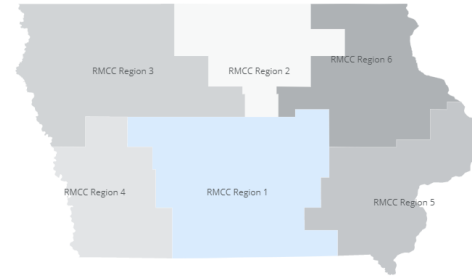 RMCC Region 6
RMCC Region 3
RMCC Region 2
RMCC Region 4
RMCC Region 1
RMCC Region 5